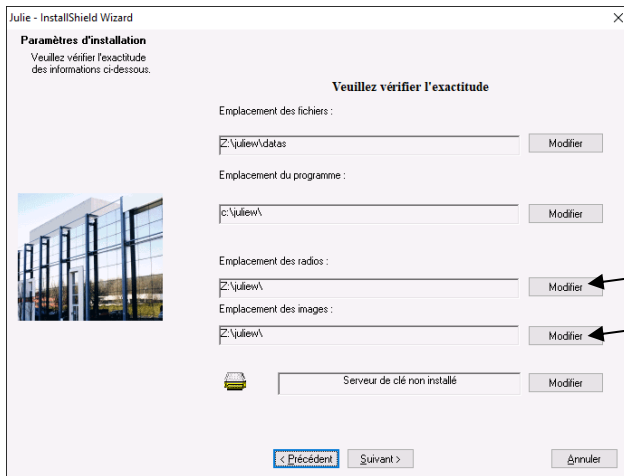 Julie - InstallShield Wizard
Paramètres d'installation
Veuillez vérifier l'exactitude
des informations ci-dessous.
Veuillez vérifier l'exactitude
Emplacement des fichiers :
Z:\juliew\datas
Modifier
Emplacement du programme :
c:\juliew\
Modifier
Emplacement des radios :
Z:\juliew\
Modifier
Emplacement des images :
Z:\juliew\
Modifier
Serveur de clé non installé
Modifier
< Précédent
Suivant >
Annuler